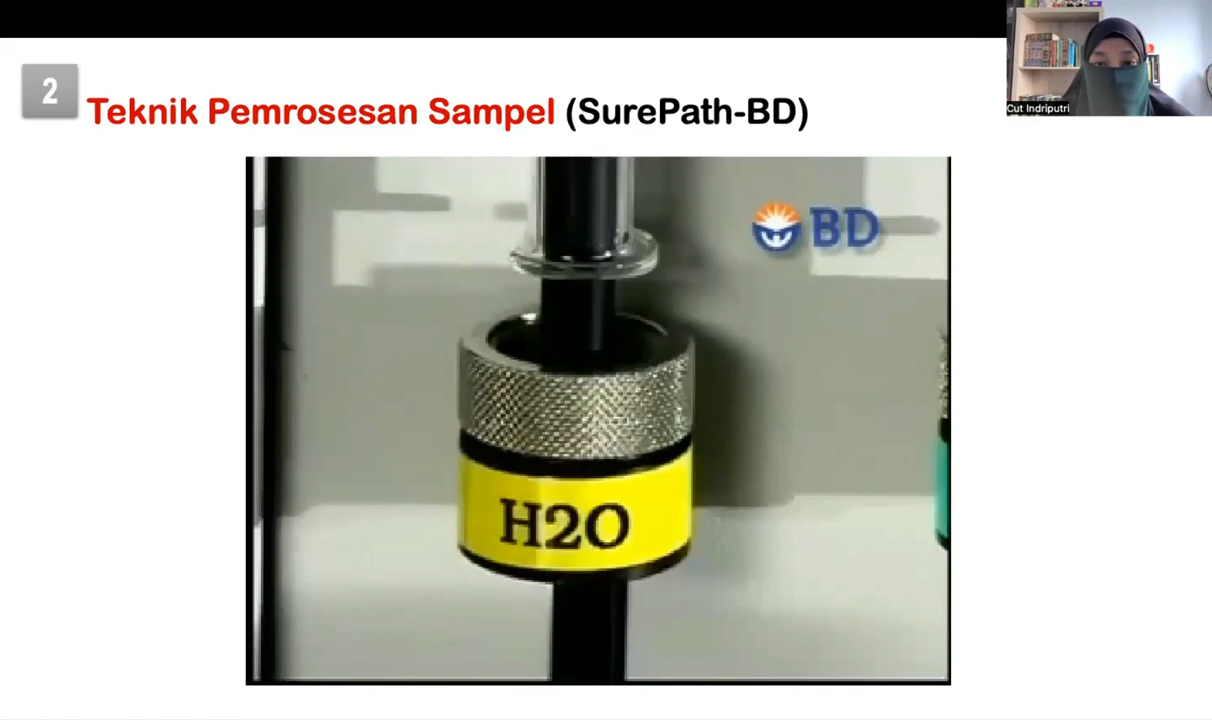 2
Teknik Pemrosesan Sampel (SurePath-BD)
Cut Indriputri
BD
H2O